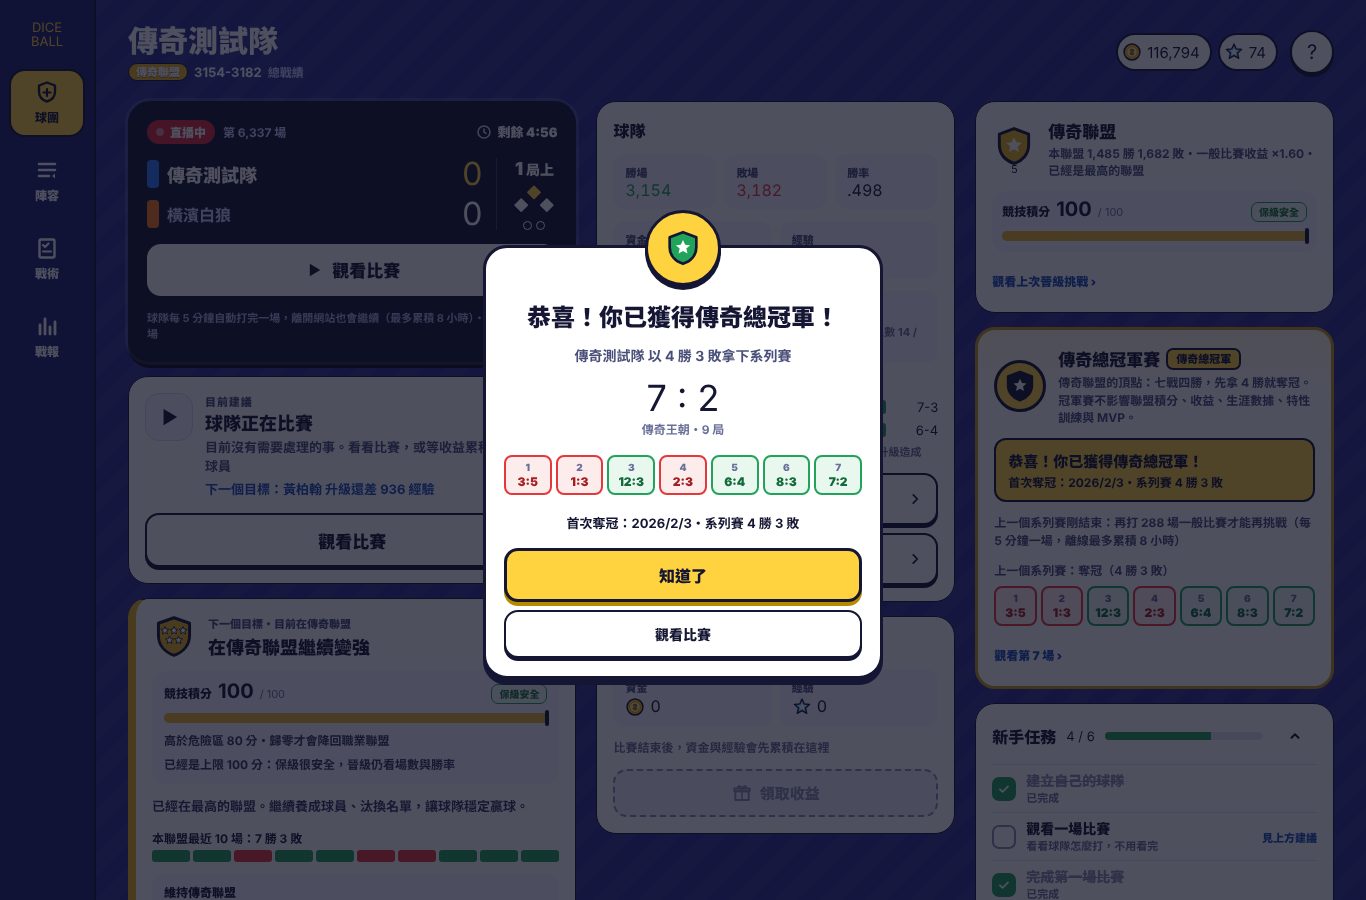 DICE
BALL
球團
陣容
戰術
戰報
傳奇測試隊
傳奇聯盟 3154-3182 總戰績
116,794
74
?
直播中 第 6,337 場 剩餘 4:56
傳奇測試隊 0
橫濱白狼 0
1局上
觀看比賽
球隊每 5 分鐘自動打完一場，離開網站也會繼續（最多累積 8 小時）・
場
目前建議
球隊正在比賽
目前沒有需要處理的事。看看比賽，或等收益累積
球員
下一個目標：黃柏翰 升級還差 936 經驗
觀看比賽
下一個目標・目前在傳奇聯盟
在傳奇聯盟繼續變強
競技積分 100 / 100 保級安全
高於危險區 80 分・歸零才會降回職業聯盟
已經是上限 100 分：保級很安全，晉級仍看場數與勝率
已經在最高的聯盟。繼續養成球員、汰換名單，讓球隊穩定贏球。
本聯盟最近 10 場：7 勝 3 敗
維持傳奇聯盟
球隊
勝場
3,154
敗場
3,182
勝率
.498
資金
經驗
數 14 /
7-3
6-4
升級造成
恭喜！你已獲得傳奇總冠軍！
傳奇測試隊 以 4 勝 3 敗拿下系列賽
7 : 2
傳奇王朝・9 局
1 2 3 4 5 6 7
3:5 1:3 12:3 2:3 6:4 8:3 7:2
首次奪冠：2026/2/3・系列賽 4 勝 3 敗
知道了
觀看比賽
資金
0
經驗
0
比賽結束後，資金與經驗會先累積在這裡
領取收益
傳奇聯盟
5
本聯盟 1,485 勝 1,682 敗・一般比賽收益 ×1.60・
已經是最高的聯盟
競技積分 100 / 100 保級安全
觀看上次晉級挑戰 ›
傳奇總冠軍賽 傳奇總冠軍
傳奇聯盟的頂點：七戰四勝，先拿 4 勝就奪冠。
冠軍賽不影響聯盟積分、收益、生涯數據、特性
訓練與 MVP。
恭喜！你已獲得傳奇總冠軍！
首次奪冠：2026/2/3・系列賽 4 勝 3 敗
上一個系列賽剛結束：再打 288 場一般比賽才能再挑戰（每
5 分鐘一場，離線最多累積 8 小時）
上一個系列賽：奪冠（4 勝 3 敗）
1 2 3 4 5 6 7
3:5 1:3 12:3 2:3 6:4 8:3 7:2
觀看第 7 場 ›
新手任務 4 / 6
建立自己的球隊
已完成
觀看一場比賽
看看球隊怎麼打，不用看完
見上方建議
完成第一場比賽
已完成